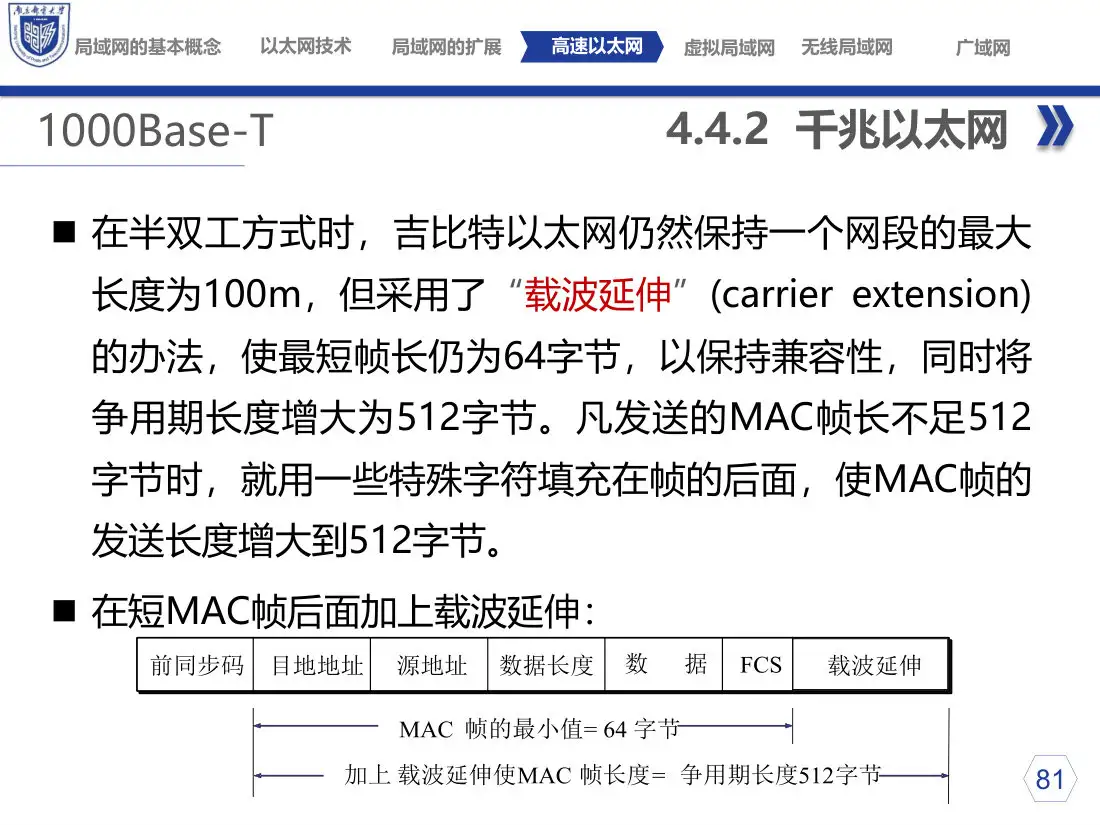 南京邮电大学
局域网的基本概念 以太网技术 局域网的扩展 高速以太网 虚拟局域网 无线局域网 广域网
1000Base-T
4.4.2 千兆以太网
■ 在半双工方式时，吉比特以太网仍然保持一个网段的最大
长度为100m，但采用了“载波延伸”(carrier extension)
的办法，使最短帧长仍为64字节，以保持兼容性，同时将
争用期长度增大为512字节。凡发送的MAC帧长不足512
字节时，就用一些特殊字符填充在帧的后面，使MAC帧的
发送长度增大到512字节。
■ 在短MAC帧后面加上载波延伸：
前同步码 目地地址 源地址 数据长度 数 据 FCS 载波延伸
MAC 帧的最小值= 64 字节
加上 载波延伸使MAC 帧长度= 争用期长度512字节
81